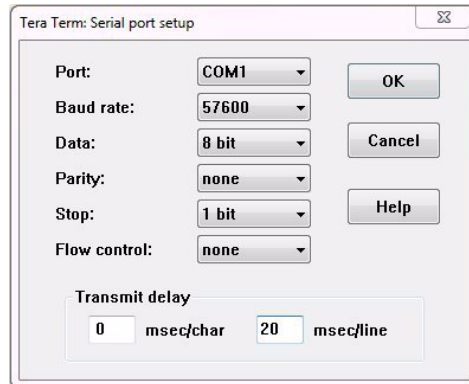 Tera Term: Serial port setup
Port: COM1 OK
Baud rate: 57600
Data: 8 bit Cancel
Parity: none
Stop: 1 bit Help
Flow control: none
Transmit delay
0 msec/char 20 msec/line